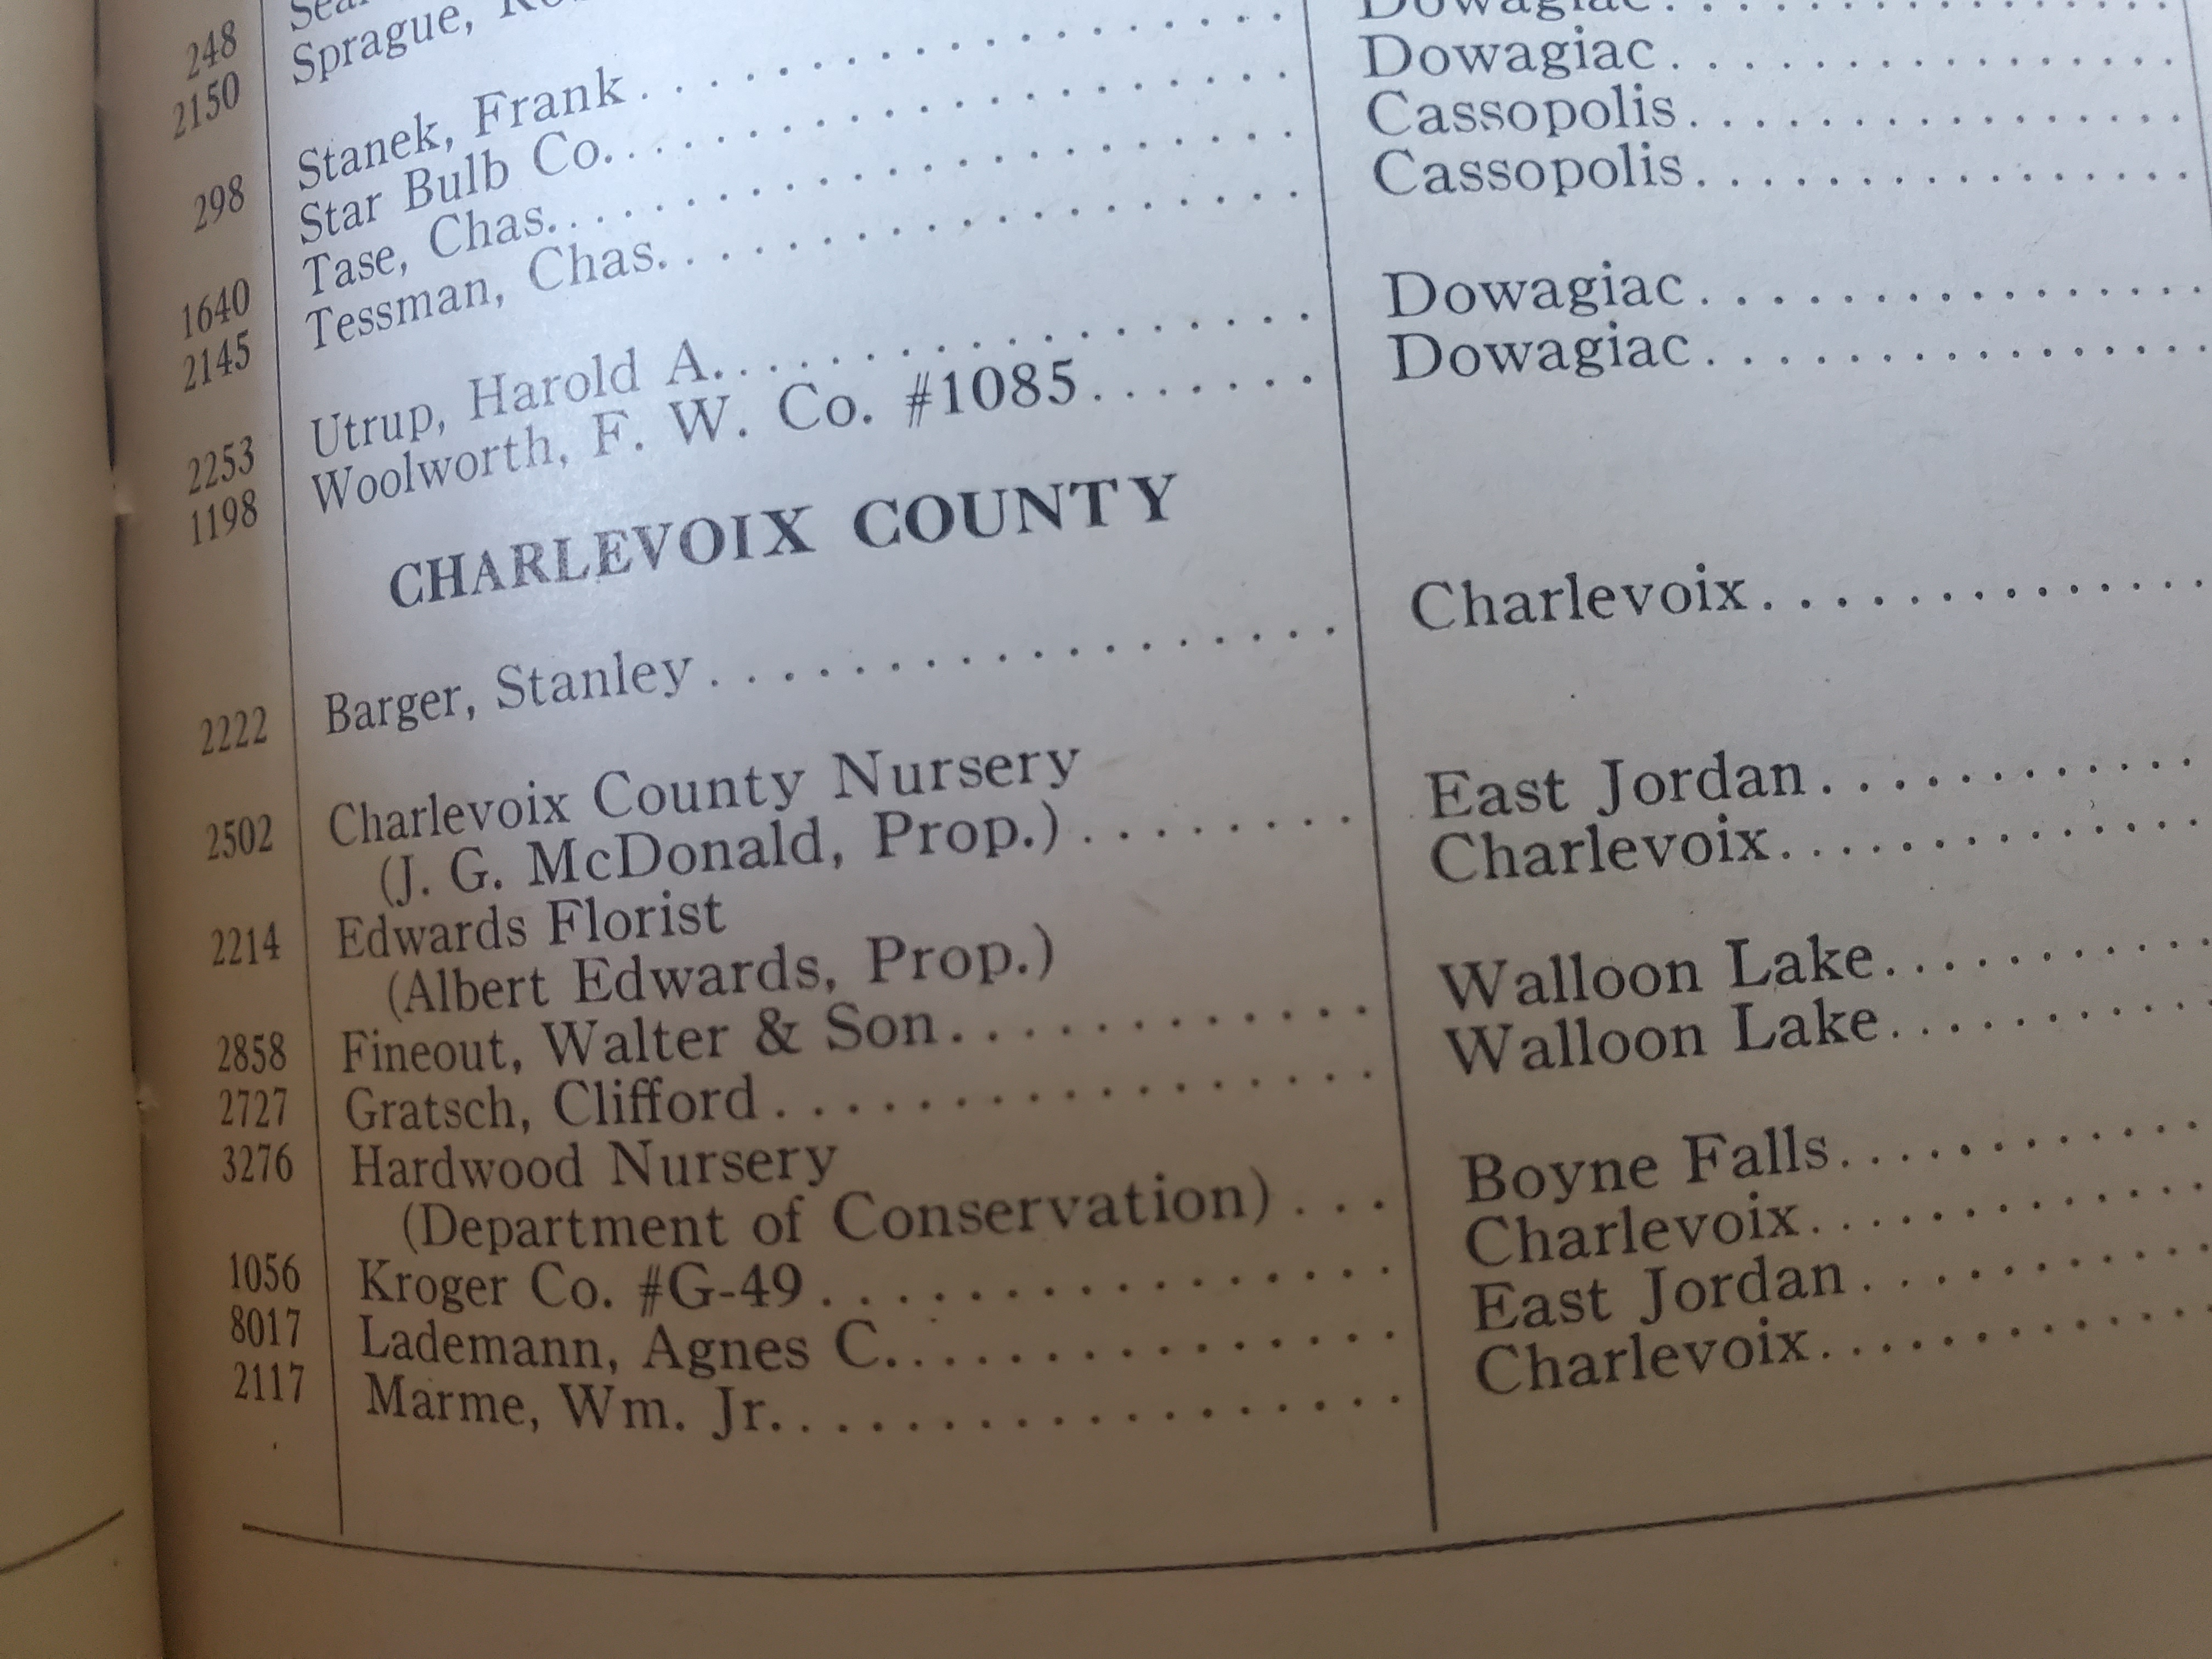 248
2150 Sprague,
298 Stanek, Frank Dowagiac
Star Bulb Co. Dowagiac
1640 Tase, Chas. Cassopolis
2145 Tessman, Chas. Cassopolis
2253 Utrup, Harold A. Dowagiac
1198 Woolworth, F. W. Co. #1085 Dowagiac
CHARLEVOIX COUNTY
2222 Barger, Stanley Charlevoix
2502 Charlevoix County Nursery
(J. G. McDonald, Prop.) East Jordan
2214 Edwards Florist Charlevoix
(Albert Edwards, Prop.)
2858 Fineout, Walter & Son Walloon Lake
2727 Gratsch, Clifford Walloon Lake
3276 Hardwood Nursery
(Department of Conservation) Boyne Falls
1056 Kroger Co. #G-49 Charlevoix
8017 Lademann, Agnes C. East Jordan
2117 Marme, Wm. Jr. Charlevoix